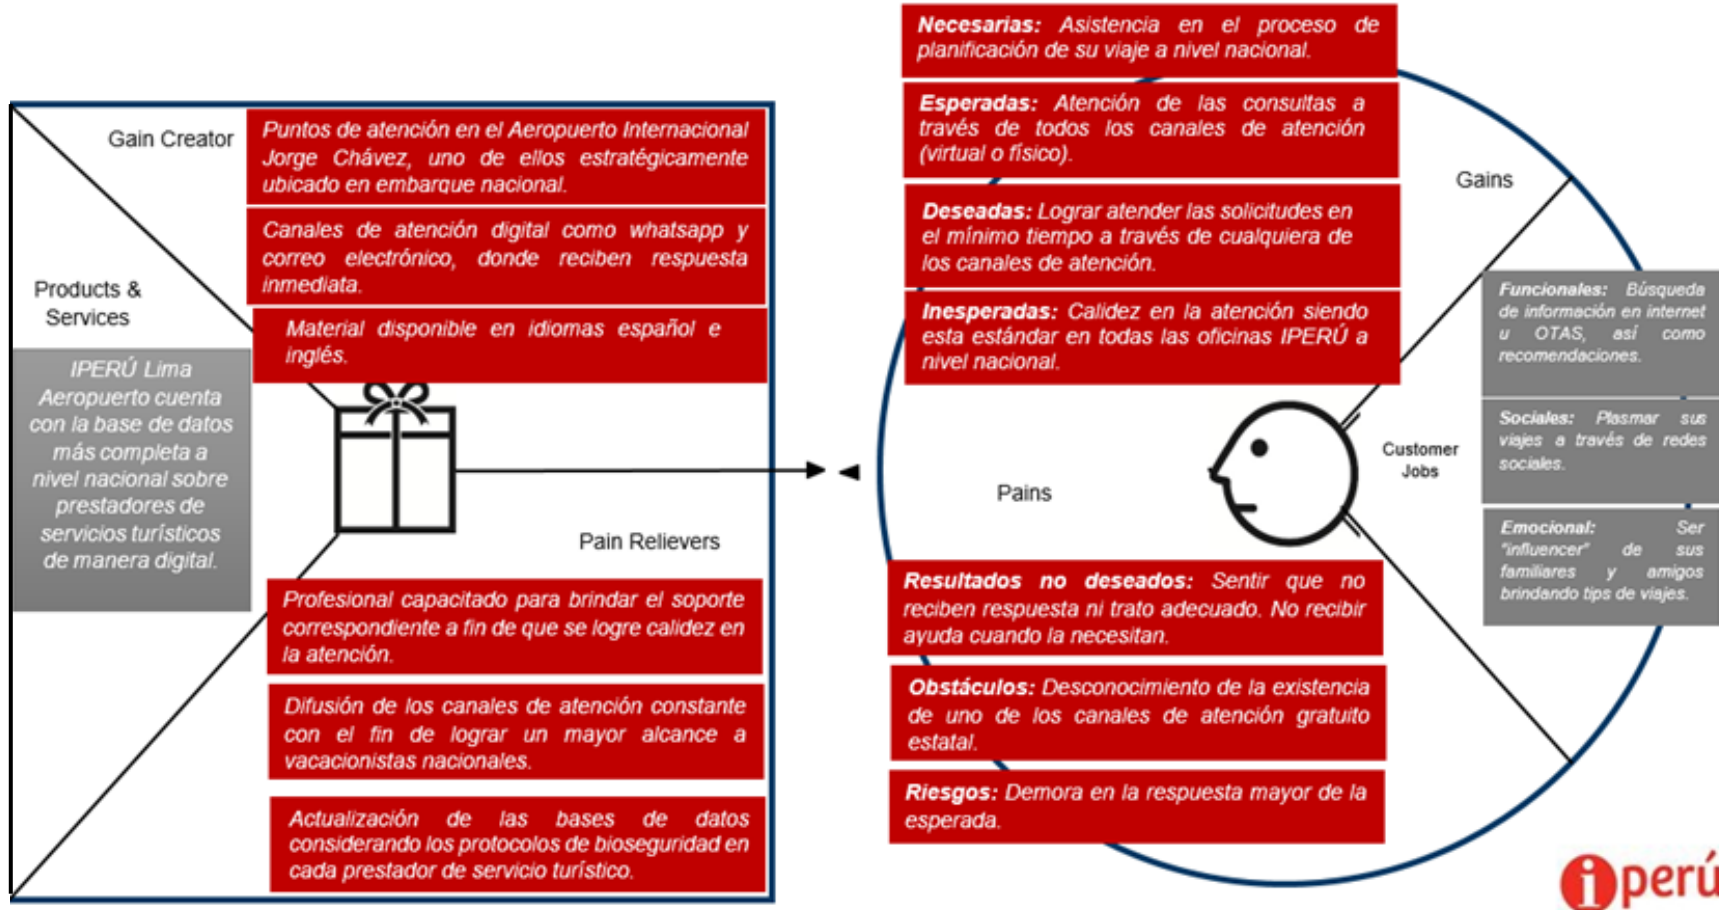 Gain Creator
Puntos de atención en el Aeropuerto Internacional
Jorge Chávez, uno de ellos estratégicamente
ubicado en embarque nacional.
Canales de atención digital como whatsapp y
correo electrónico, donde reciben respuesta
inmediata.
Material disponible en idiomas español e
inglés.
Products &
Services
IPERÚ Lima
Aeropuerto cuenta
con la base de datos
más completa a
nivel nacional sobre
prestadores de
servicios turísticos
de manera digital.
Pain Relievers
Profesional capacitado para brindar el soporte
correspondiente a fin de que se logre calidez en
la atención.
Difusión de los canales de atención constante
con el fin de lograr un mayor alcance a
vacacionistas nacionales.
Actualización de las bases de datos
considerando los protocolos de bioseguridad en
cada prestador de servicio turístico.
Necesarias: Asistencia en el proceso de
planificación de su viaje a nivel nacional.
Esperadas: Atención de las consultas a
través de todos los canales de atención
(virtual o físico).
Deseadas: Lograr atender las solicitudes en
el mínimo tiempo a través de cualquiera de
los canales de atención.
Inesperadas: Calidez en la atención siendo
esta estándar en todas las oficinas IPERÚ a
nivel nacional.
Gains
Funcionales: Búsqueda
de información en internet
u OTAS, así como
recomendaciones.
Sociales: Plasmar sus
viajes a través de redes
sociales.
Emocional: Ser
"influencer" de sus
familiares y amigos
brindando tips de viajes.
Customer
Jobs
Pains
Resultados no deseados: Sentir que no
reciben respuesta ni trato adecuado. No recibir
ayuda cuando la necesitan.
Obstáculos: Desconocimiento de la existencia
de uno de los canales de atención gratuito
estatal.
Riesgos: Demora en la respuesta mayor de la
esperada.
iperú